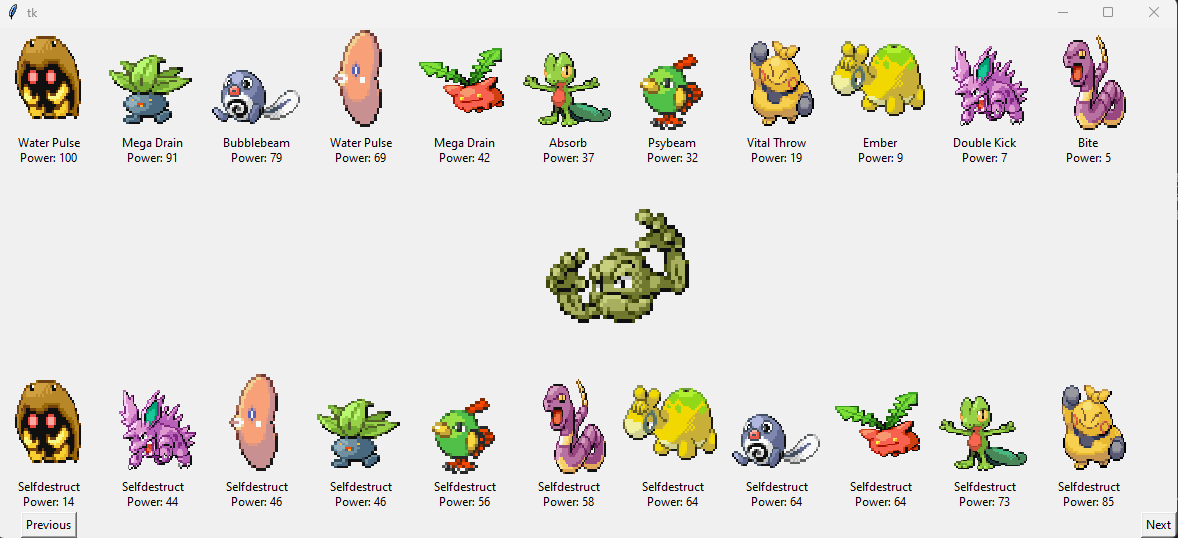 tk
Water Pulse Mega Drain Bubblebeam Water Pulse Mega Drain Absorb Psybeam Vital Throw Ember Double Kick Bite
Power: 100 Power: 91 Power: 79 Power: 69 Power: 42 Power: 37 Power: 32 Power: 19 Power: 9 Power: 7 Power: 5
Selfdestruct Selfdestruct Selfdestruct Selfdestruct Selfdestruct Selfdestruct Selfdestruct Selfdestruct Selfdestruct Selfdestruct Selfdestruct
Power: 14 Power: 44 Power: 46 Power: 46 Power: 56 Power: 58 Power: 64 Power: 64 Power: 64 Power: 73 Power: 85
Previous Next